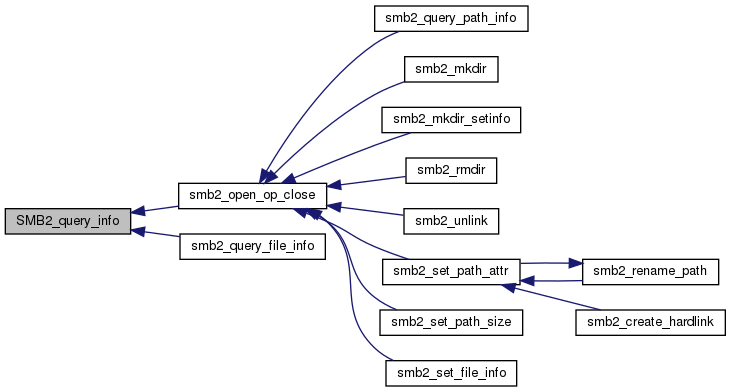 smb2_query_path_info
smb2_mkdir
smb2_mkdir_setinfo
smb2_rmdir
smb2_open_op_close
SMB2_query_info
smb2_unlink
smb2_query_file_info
smb2_set_path_attr
smb2_rename_path
smb2_set_path_size
smb2_create_hardlink
smb2_set_file_info